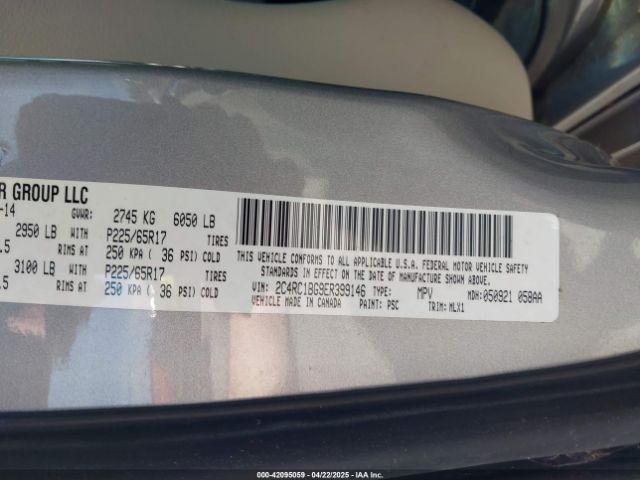 R GROUP LLC
-14 GVWR: 2745 KG 6050 LB
2950 LB WITH P225/65R17 TIRES
.5 RIMS AT 250 KPA ( 36 PSI) COLD
3100 LB WITH P225/65R17 TIRES
.5 RIMS AT 250 KPA ( 36 PSI) COLD
THIS VEHICLE CONFORMS TO ALL APPLICABLE U.S.A. FEDERAL MOTOR VEHICLE SAFETY
STANDARDS IN EFFECT ON THE DATE OF MANUFACTURE SHOWN ABOVE.
VIN: 2C4RC1BG9ER399146 TYPE: MPV MDH: 050921 058AA
VEHICLE MADE IN CANADA PAINT: PSC TRIM: MLX1
000-42095059 - 04/22/2025 - IAA Inc.